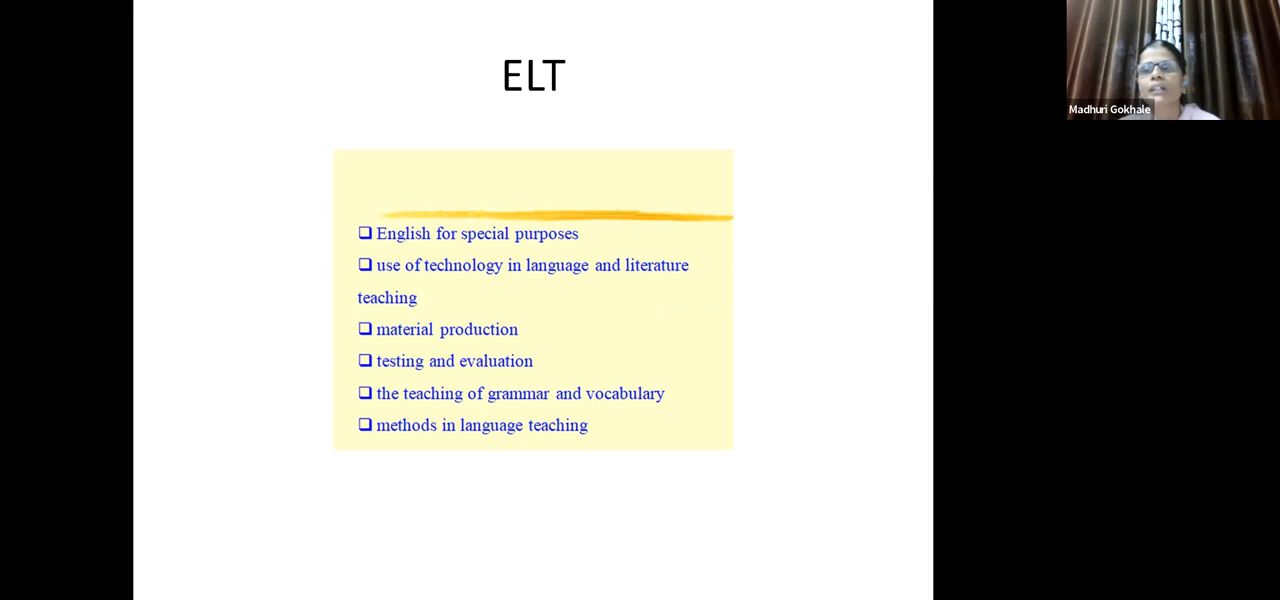 ELT
Madhuri Gokhale
❑ English for special purposes
❑ use of technology in language and literature
teaching
❑ material production
❑ testing and evaluation
❑ the teaching of grammar and vocabulary
❑ methods in language teaching